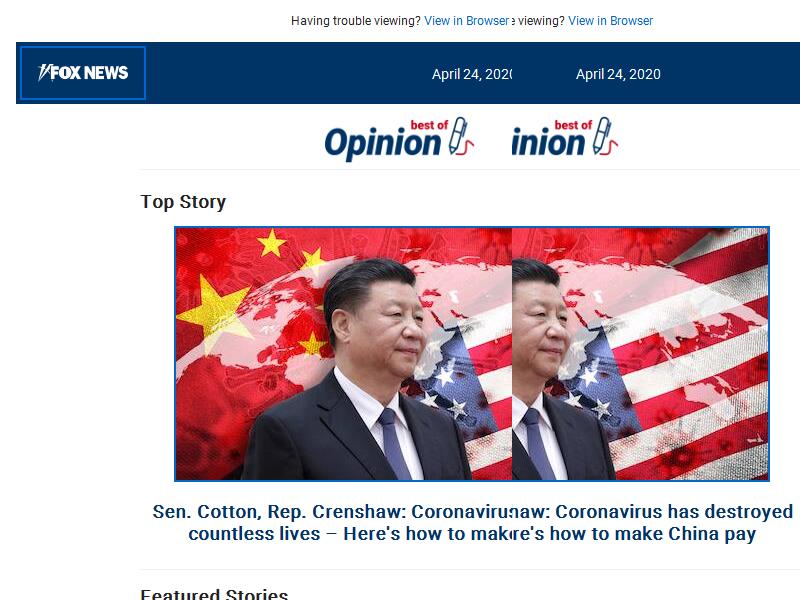 Having trouble viewing? View in Browser e viewing? View in Browser
FOX NEWS April 24, 202 April 24, 2020
best of best of
Opinion inion
Top Story
Sen. Cotton, Rep. Crenshaw: Coronavirunaw: Coronavirus has destroyed
countless lives – Here's how to makre's how to make China pay
Featured Stories